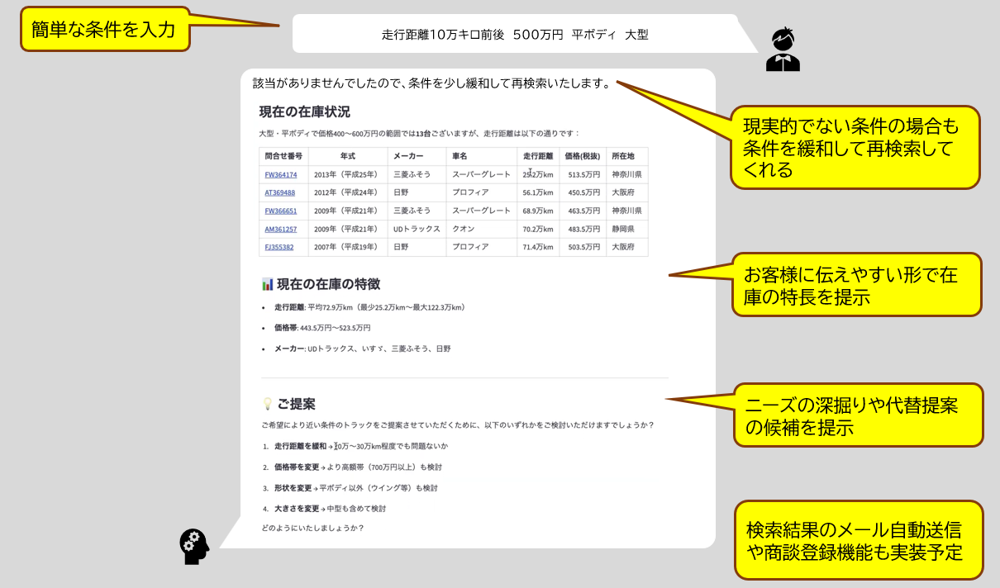 簡単な条件を入力
走行距離10万キロ前後　500万円　平ボディ　大型
該当がありませんでしたので、条件を少し緩和して再検索いたします。
現在の在庫状況
大型・平ボディで価格400～600万円の範囲では13台ございますが、走行距離は以下の通りです：
問合せ番号 年式 メーカー 車名 走行距離 価格(税抜) 所在地
FW364174 2013年（平成25年） 三菱ふそう スーパーグレート 25.2万km 513.5万円 神奈川県
AT369488 2012年（平成24年） 日野 プロフィア 56.1万km 450.5万円 大阪府
FW366651 2009年（平成21年） 三菱ふそう スーパーグレート 68.9万km 463.5万円 神奈川県
AM361257 2009年（平成21年） UDトラックス クオン 70.2万km 483.5万円 静岡県
FJ355382 2007年（平成19年） 日野 プロフィア 71.4万km 503.5万円 大阪府
現在の在庫の特徴
• 走行距離: 平均72.9万km（最少25.2万km～最大122.3万km）
• 価格帯: 443.5万円～523.5万円
• メーカー: UDトラックス、いすゞ、三菱ふそう、日野
ご提案
ご希望により近い条件のトラックをご提案させていただくために、以下のいずれかをご検討いただけますでしょうか？
1. 走行距離を緩和 → 万～30万km程度でも問題ないか
2. 価格帯を変更 → より高額帯（700万円以上）も検討
3. 形状を変更 → 平ボディ以外（ウイング等）も検討
4. 大きさを変更 → 中型も含めて検討
どのようにいたしましょうか？
現実的でない条件の場合も
条件を緩和して再検索して
くれる
お客様に伝えやすい形で在
庫の特長を提示
ニーズの深掘りや代替提案
の候補を提示
検索結果のメール自動送信
や商談登録機能も実装予定